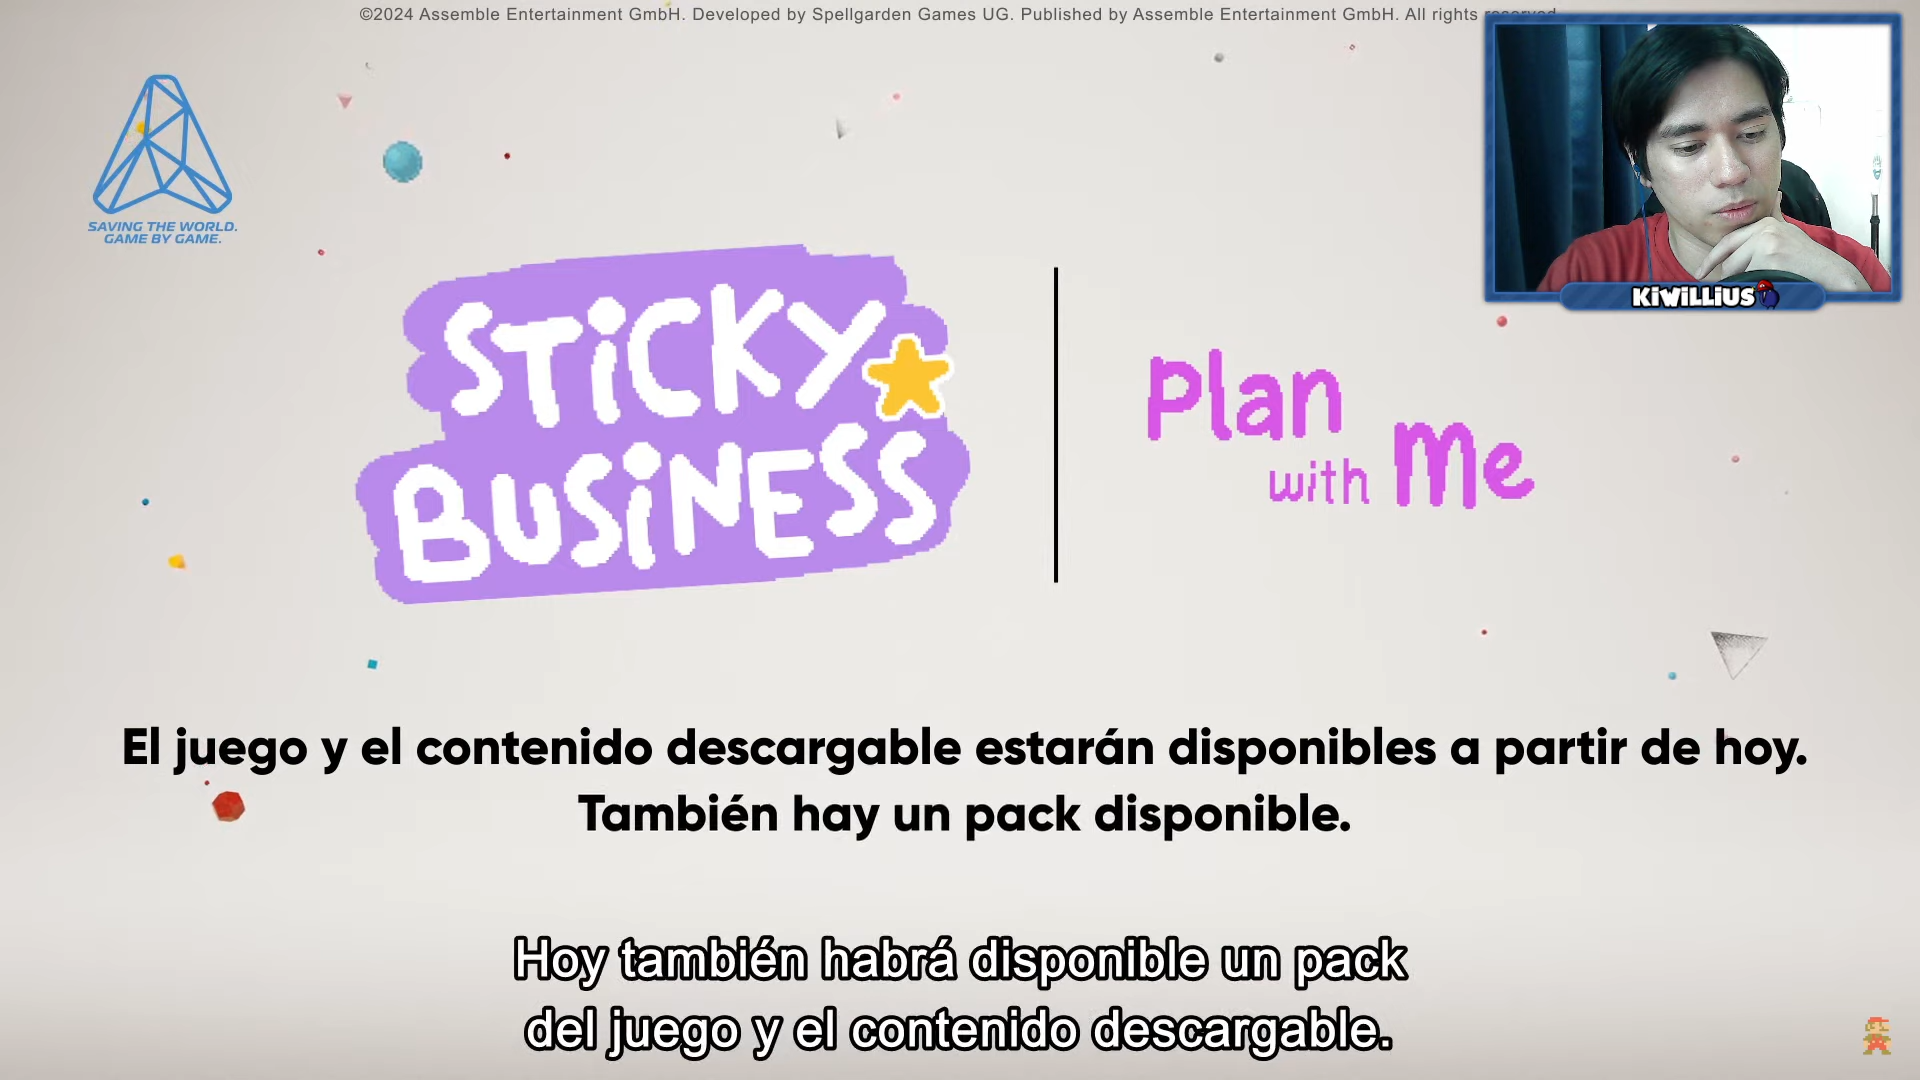 ©2024 Assemble Entertainment GmbH. Developed by Spellgarden Games UG. Published by Assemble Entertainment GmbH. All rights reserved.
SAVING THE WORLD.
GAME BY GAME.
KiWiLLiUS
STiCKY
BUSiNESS
Plan
with Me
El juego y el contenido descargable estarán disponibles a partir de hoy.
También hay un pack disponible.
Hoy también habrá disponible un pack
del juego y el contenido descargable.